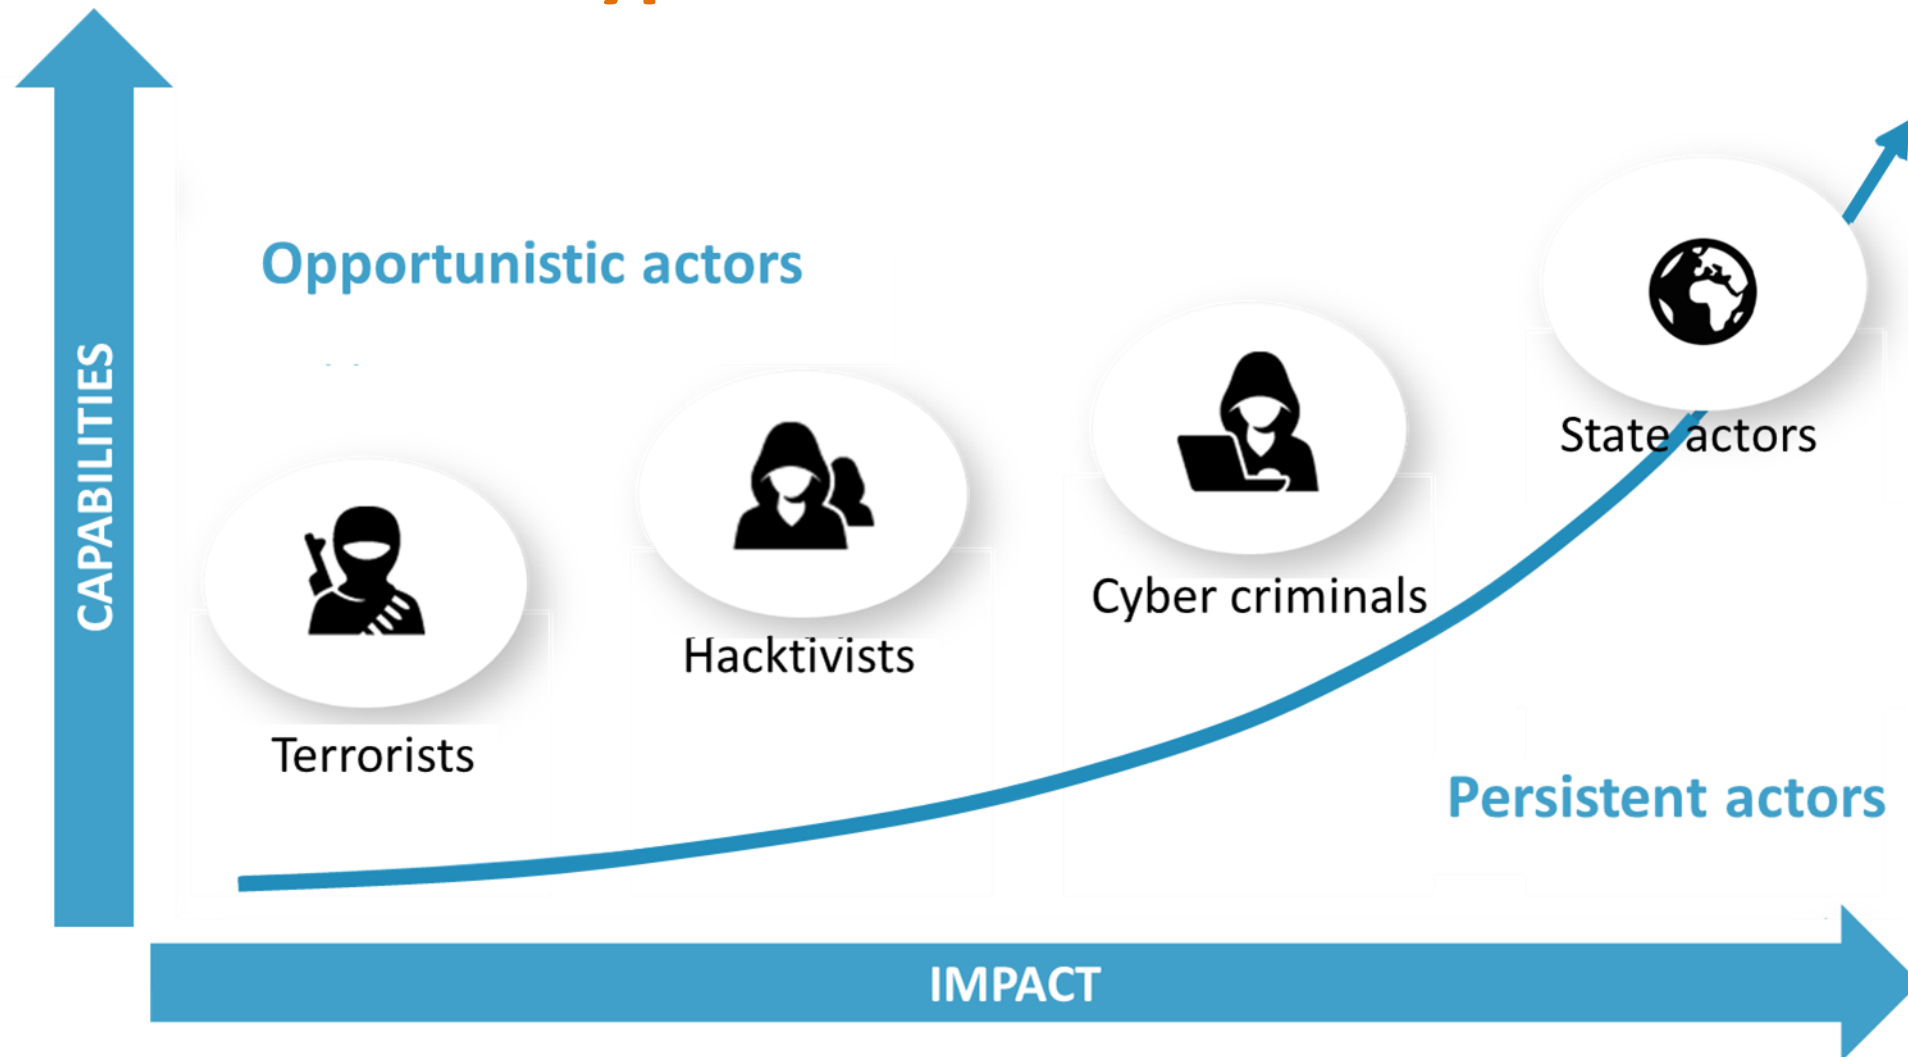 Opportunistic actors
CAPABILITIES
State actors
Cyber criminals
Hacktivists
Terrorists
Persistent actors
IMPACT